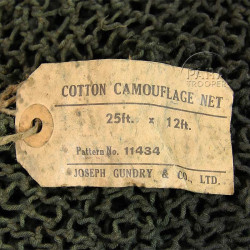 COTTON CAMOUFLAGE NET
25ft. x 12ft.
Pattern No. 11434
JOSEPH GUNDRY & CO., LTD.